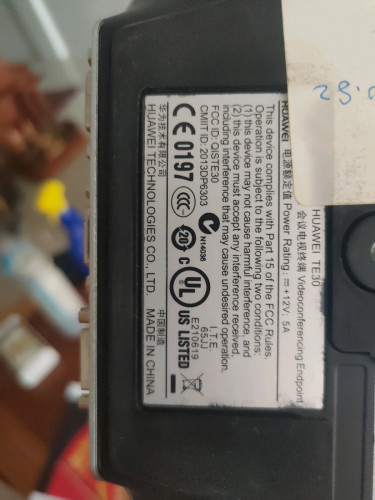 HUAWEI TE30
会议电视终端 Videoconferencing Endpoint
HUAWEI 电源额定值 Power Rating: ⎓ +12V; 5A
This device complies with Part 15 of the FCC Rules.
Operation is subject to the following two conditions:
(1) this device may not cause harmful interference, and
(2) this device must accept any interference received,
including interference that may cause undesired operation.
FCC ID: QISTE30
CMIIT ID: 2013DP6303
I.T.E
65JJ
E210619
CE0197
CCC
N14036
20
C UL US LISTED
华为技术有限公司
中国制造
HUAWEI TECHNOLOGIES CO., LTD.
MADE IN CHINA